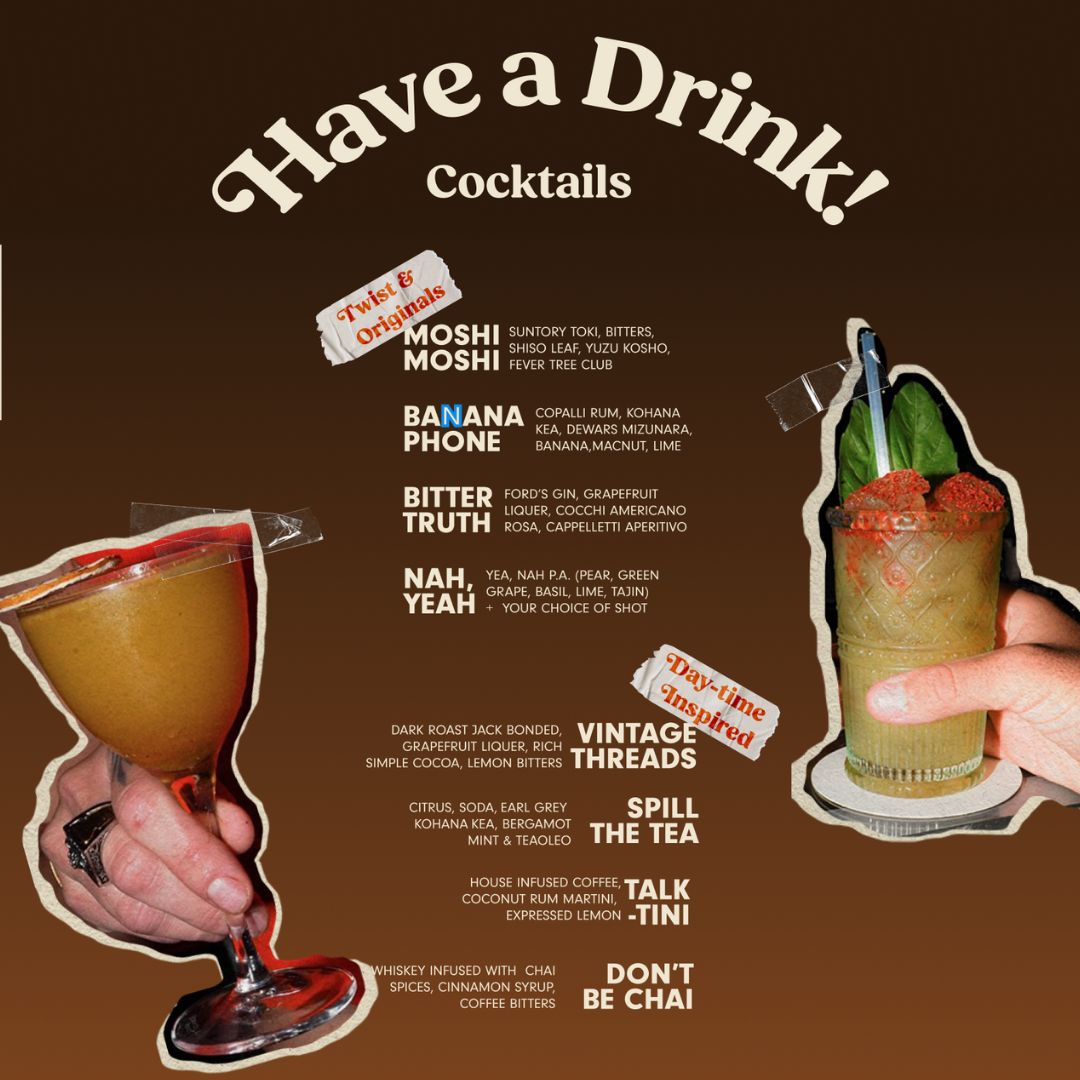 Have a Drink!
Cocktails
Twist &
Originals
MOSHI
MOSHI
SUNTORY TOKI, BITTERS,
SHISO LEAF, YUZU KOSHO,
FEVER TREE CLUB
BANANA
PHONE
COPALLI RUM, KOHANA
KEA, DEWARS MIZUNARA,
BANANA,MACNUT, LIME
BITTER
TRUTH
FORD'S GIN, GRAPEFRUIT
LIQUER, COCCHI AMERICANO
ROSA, CAPPELLETTI APERITIVO
NAH,
YEAH
YEA, NAH P.A. (PEAR, GREEN
GRAPE, BASIL, LIME, TAJIN)
+ YOUR CHOICE OF SHOT
Day-time
Inspired
DARK ROAST JACK BONDED,
GRAPEFRUIT LIQUER, RICH
SIMPLE COCOA, LEMON BITTERS
VINTAGE
THREADS
CITRUS, SODA, EARL GREY
KOHANA KEA, BERGAMOT
MINT & TEAOLEO
SPILL
THE TEA
HOUSE INFUSED COFFEE,
COCONUT RUM MARTINI,
EXPRESSED LEMON
TALK
-TINI
WHISKEY INFUSED WITH CHAI
SPICES, CINNAMON SYRUP,
COFFEE BITTERS
DON'T
BE CHAI